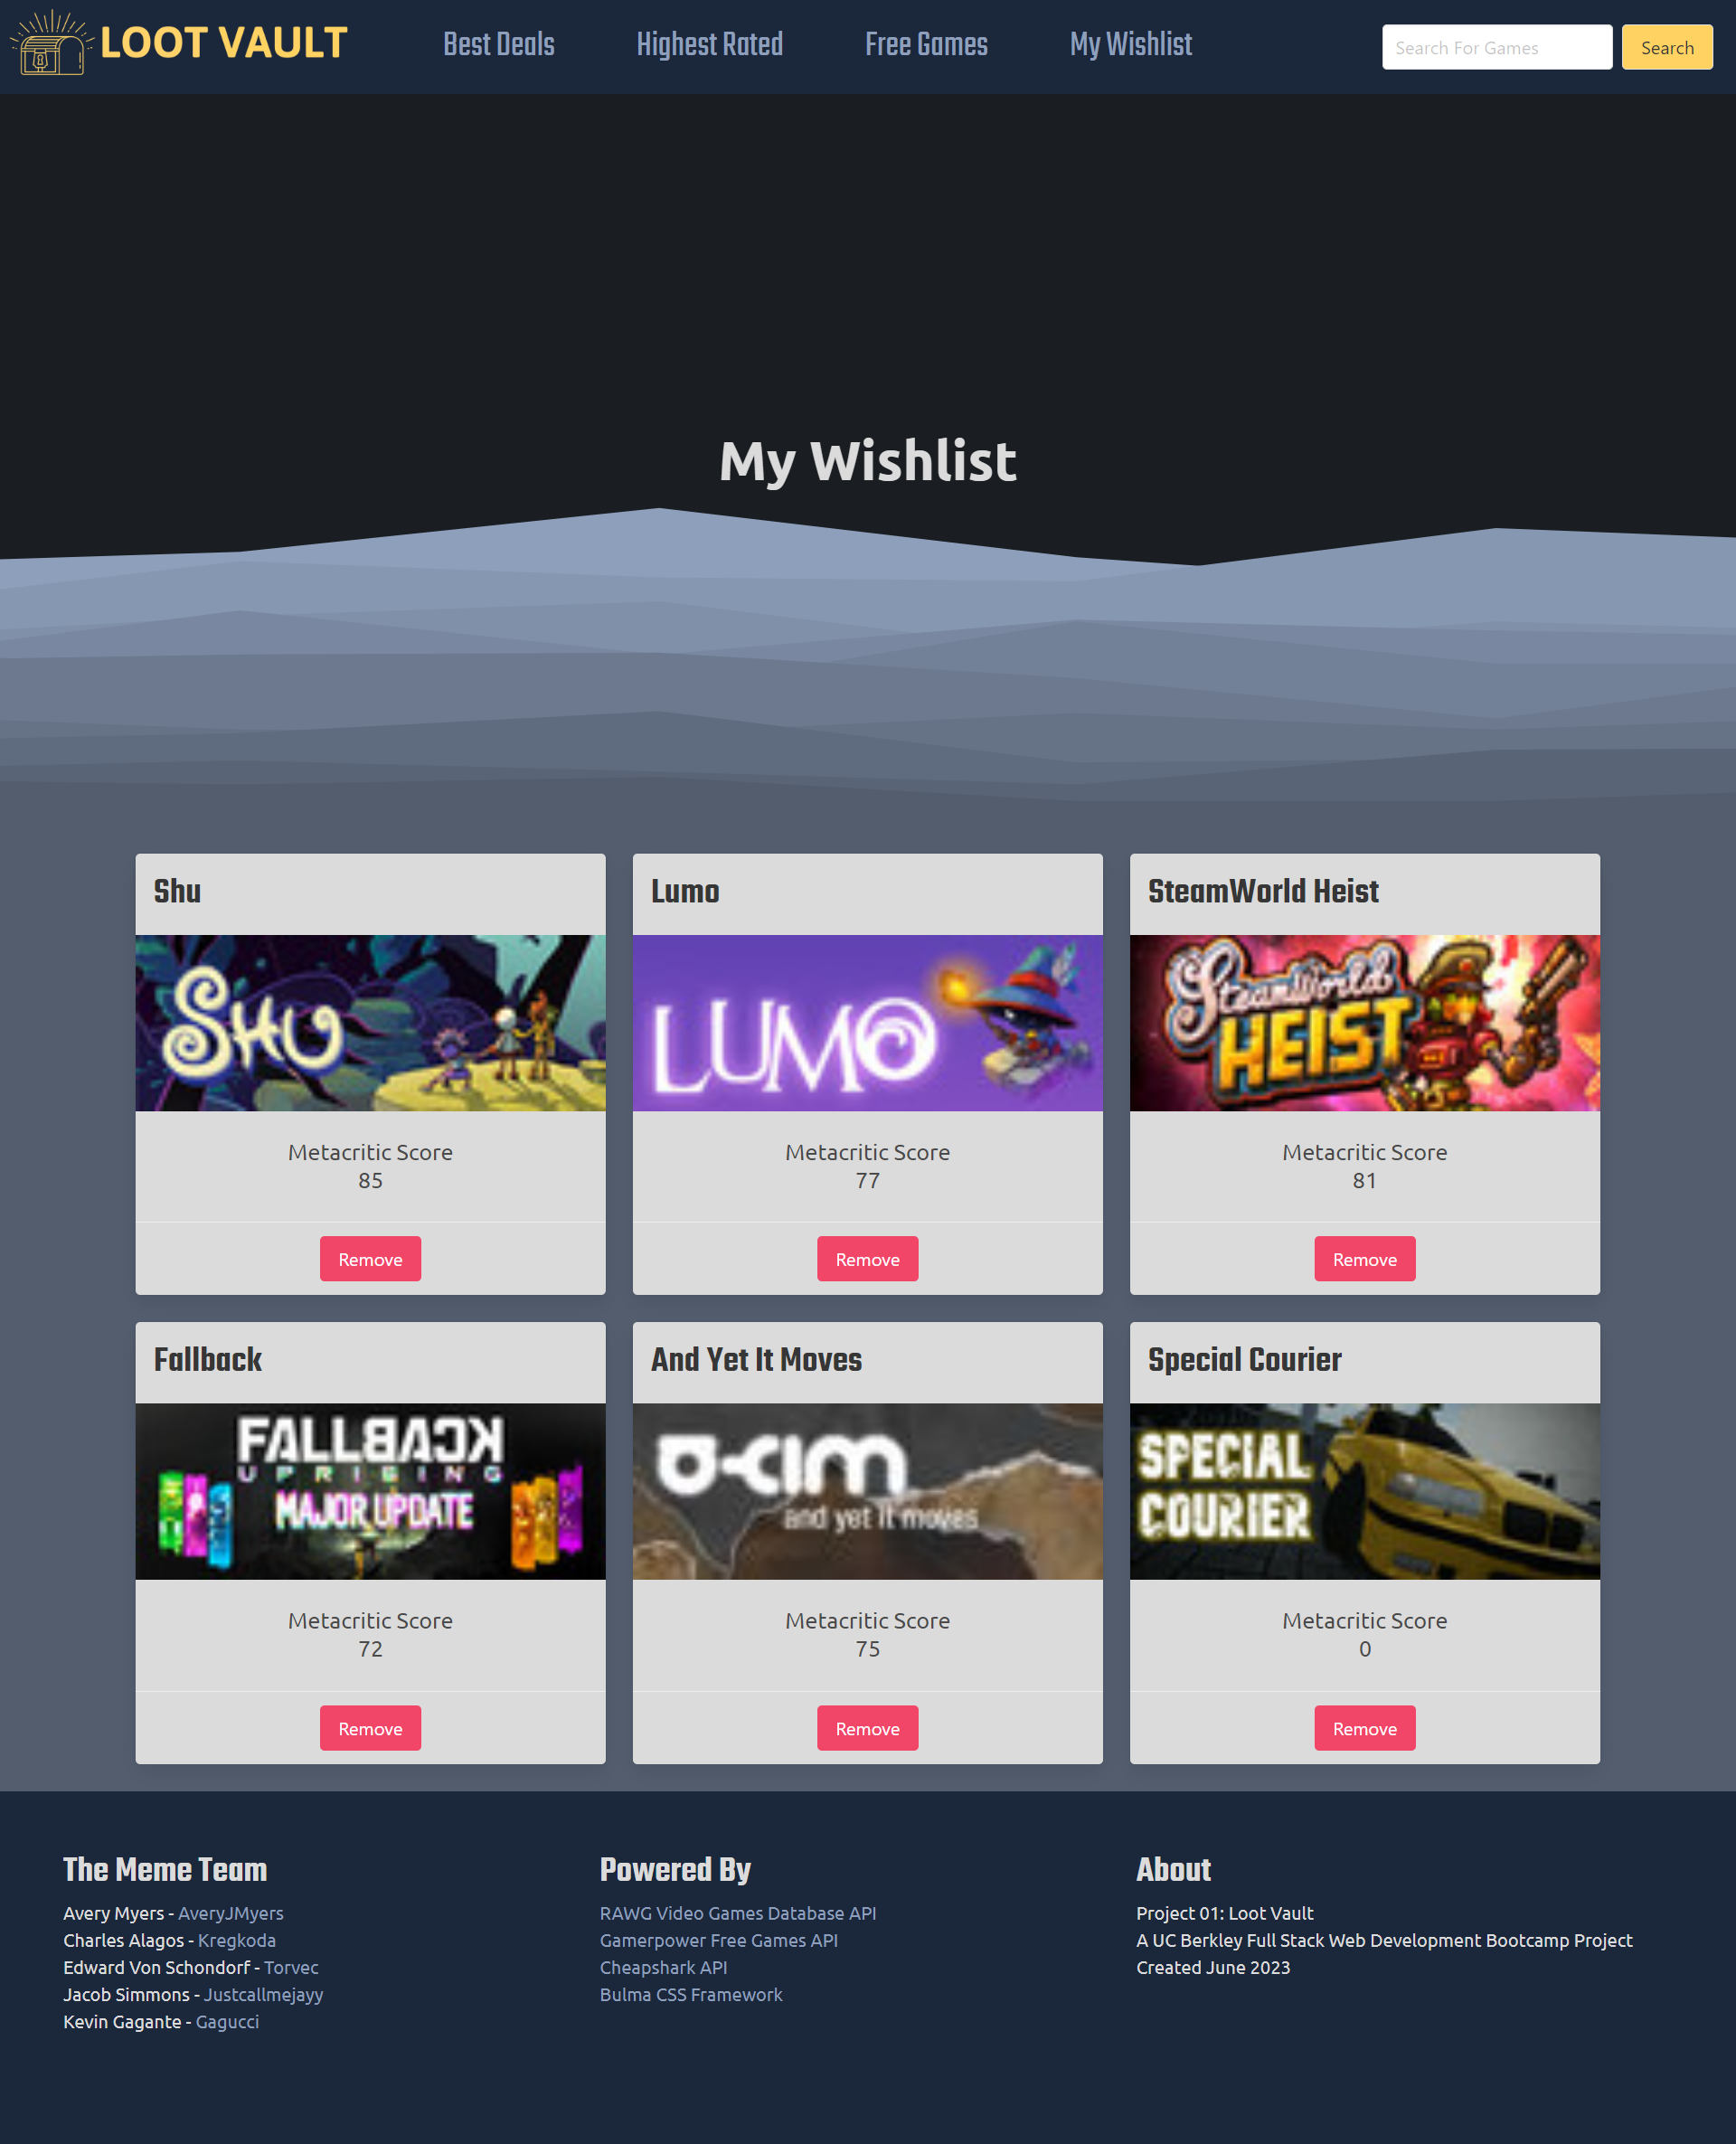 LOOT VAULT
Best Deals
Highest Rated
Free Games
My Wishlist
Search For Games
Search
My Wishlist
Shu
Lumo
SteamWorld Heist
SHU
LUMO
SteamWorld
HEIST
Metacritic Score
85
Metacritic Score
77
Metacritic Score
81
Remove
Remove
Remove
Fallback
And Yet It Moves
Special Courier
FALLBACK
UPRISING
MAJOR UPDATE
and yet it moves
SPECIAL
COURIER
Metacritic Score
72
Metacritic Score
75
Metacritic Score
0
Remove
Remove
Remove
The Meme Team
Avery Myers - AveryJMyers
Charles Alagos - Kregkoda
Edward Von Schondorf - Torvec
Jacob Simmons - Justcallmejayy
Kevin Gagante - Gagucci
Powered By
RAWG Video Games Database API
Gamerpower Free Games API
Cheapshark API
Bulma CSS Framework
About
Project 01: Loot Vault
A UC Berkley Full Stack Web Development Bootcamp Project
Created June 2023